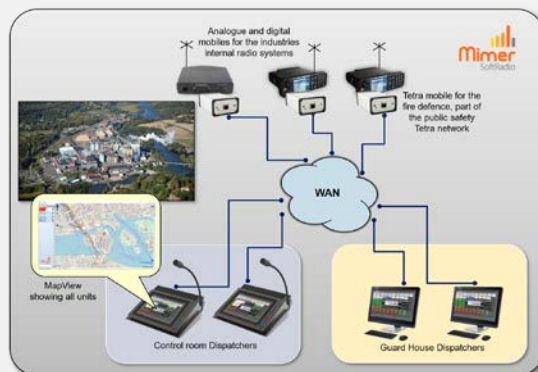 Analogue and digital
mobiles for the industries
internal radio systems
Mimer
SoftRadio
Tetra mobile for the
fire defence, part of
the public safety
Tetra network
WAN
MapView
showing all units
Control room Dispatchers
Guard House Dispatchers